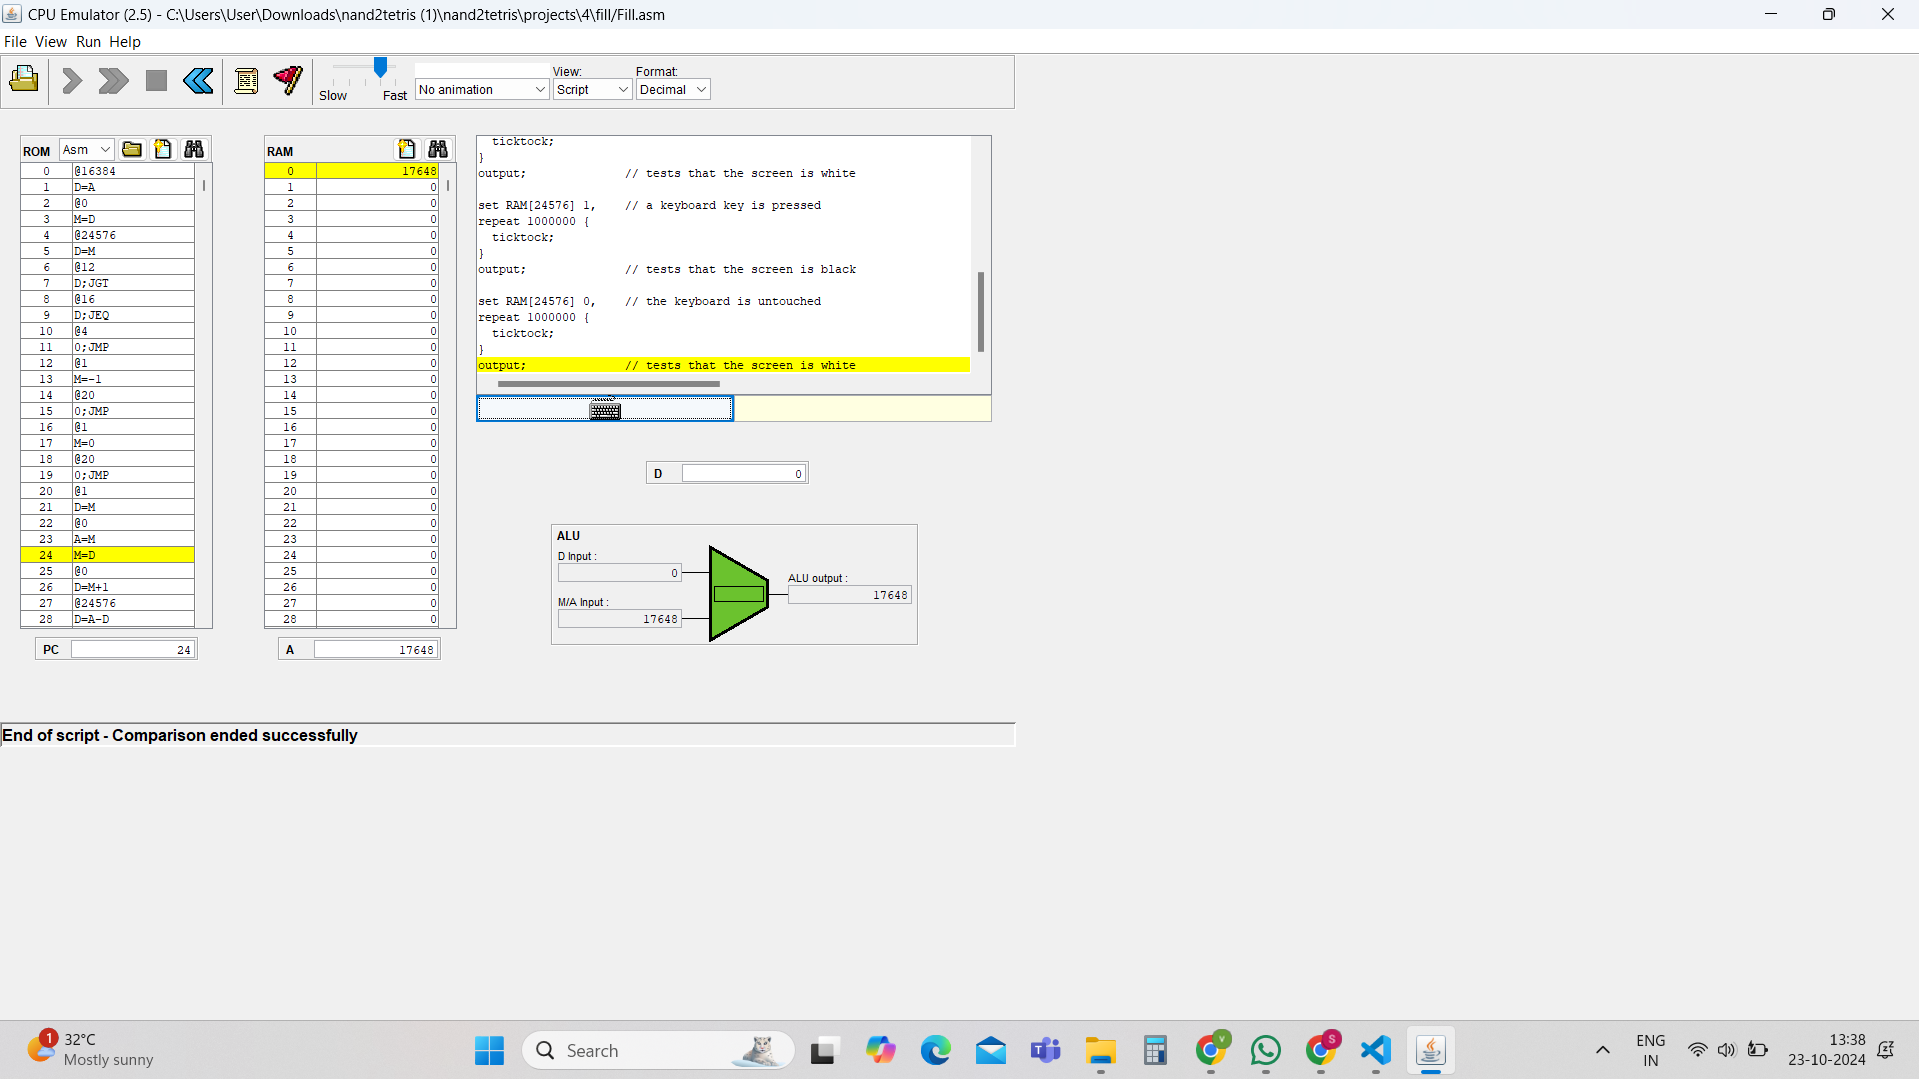 CPU Emulator (2.5) - C:\Users\User\Downloads\nand2tetris (1)\nand2tetris\projects\4\fill/Fill.asm
File View Run Help
Slow Fast
No animation
View:
Script
Format:
Decimal
ROM Asm
0 @16384
1 D=A
2 @0
3 M=D
4 @24576
5 D=M
6 @12
7 D;JGT
8 @16
9 D;JEQ
10 @4
11 0;JMP
12 @1
13 M=-1
14 @20
15 0;JMP
16 @1
17 M=0
18 @20
19 0;JMP
20 @1
21 D=M
22 @0
23 A=M
24 M=D
25 @0
26 D=M+1
27 @24576
28 D=A-D
PC 24
RAM
0 17648
1 0
2 0
3 0
4 0
5 0
6 0
7 0
8 0
9 0
10 0
11 0
12 0
13 0
14 0
15 0
16 0
17 0
18 0
19 0
20 0
21 0
22 0
23 0
24 0
25 0
26 0
27 0
28 0
A 17648
ticktock;
}
output; // tests that the screen is white
set RAM[24576] 1, // a keyboard key is pressed
repeat 1000000 {
ticktock;
}
output; // tests that the screen is black
set RAM[24576] 0, // the keyboard is untouched
repeat 1000000 {
ticktock;
}
output; // tests that the screen is white
D 0
ALU
D Input :
0
M/A Input :
17648
ALU output :
17648
End of script - Comparison ended successfully
1
32°C
Mostly sunny
Search
V
S
ENG
IN
13:38
23-10-2024